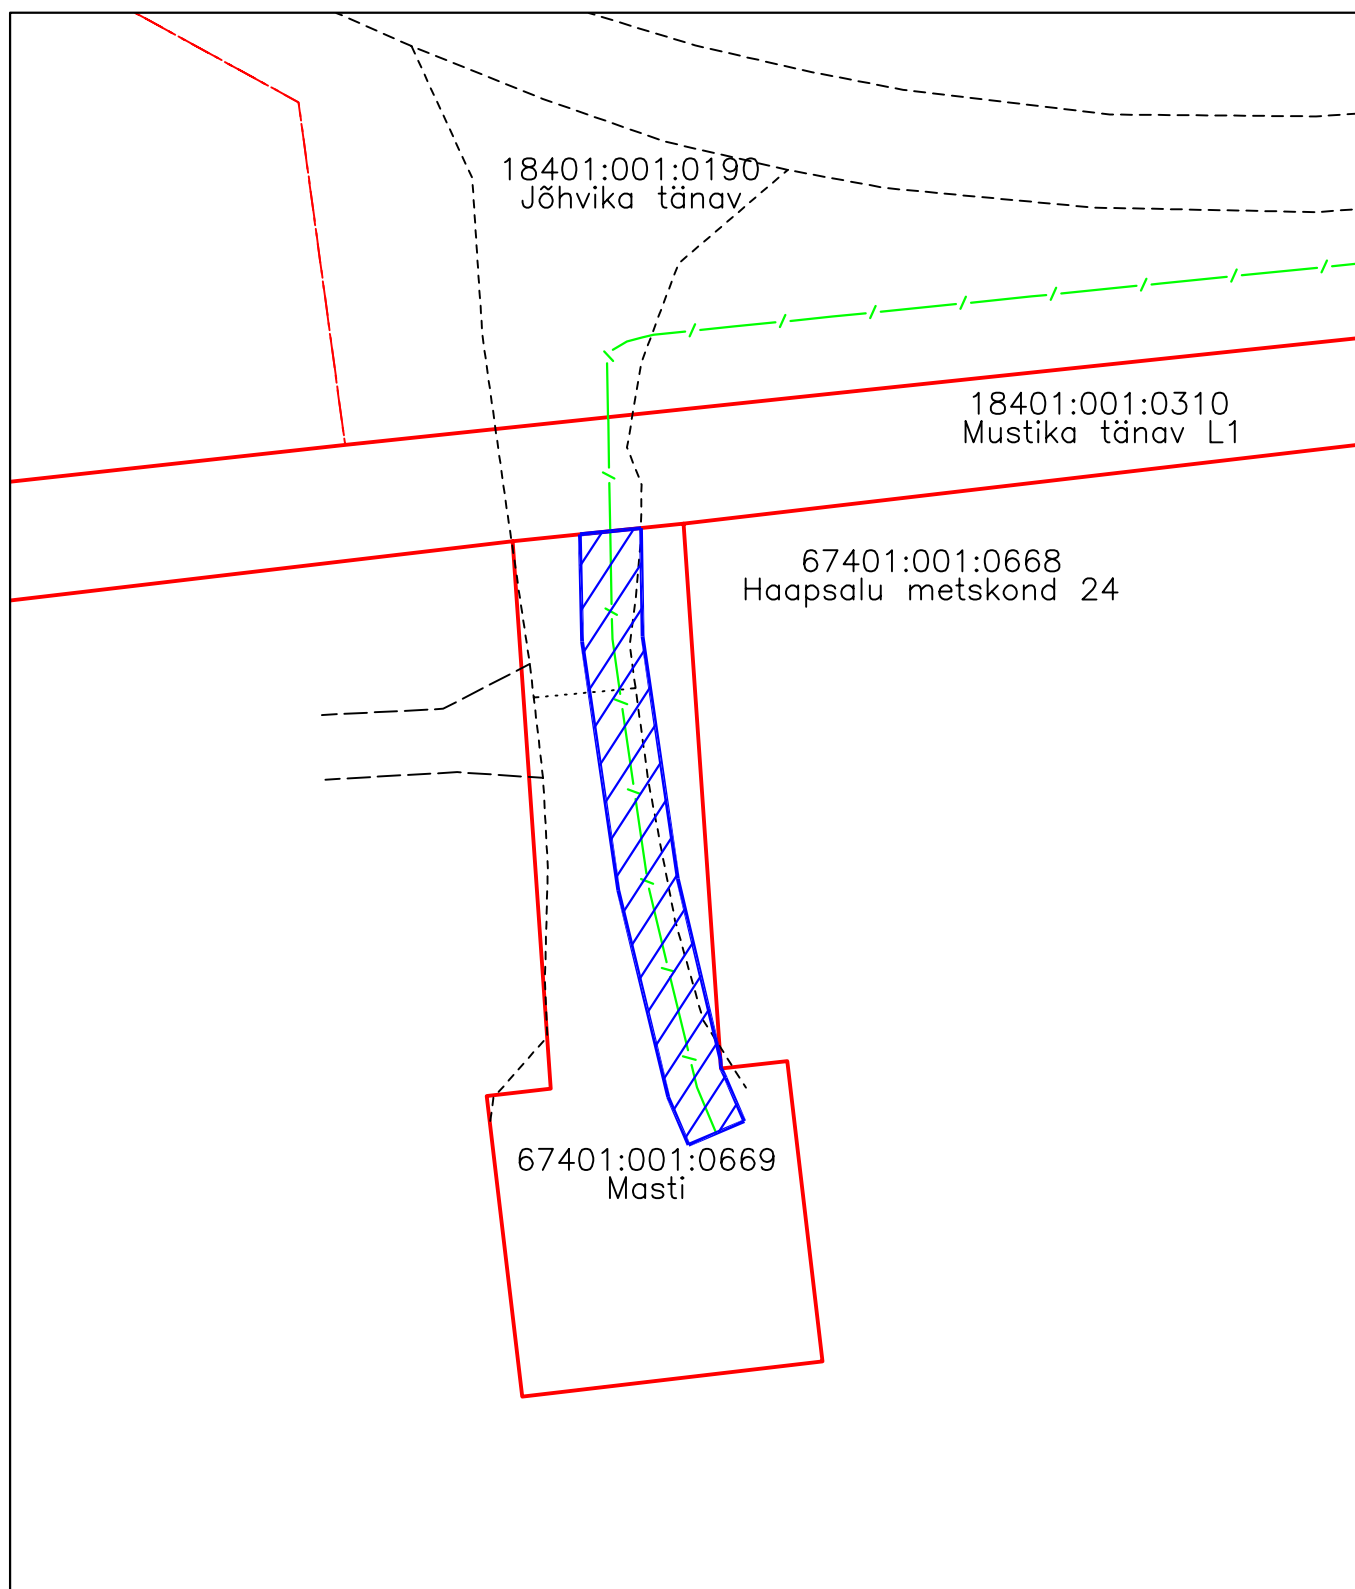 18401:001:0190
Jõhvika tänav
18401:001:0310
Mustika tänav L1
67401:001:0668
Haapsalu metskond 24
67401:001:0669
Masti